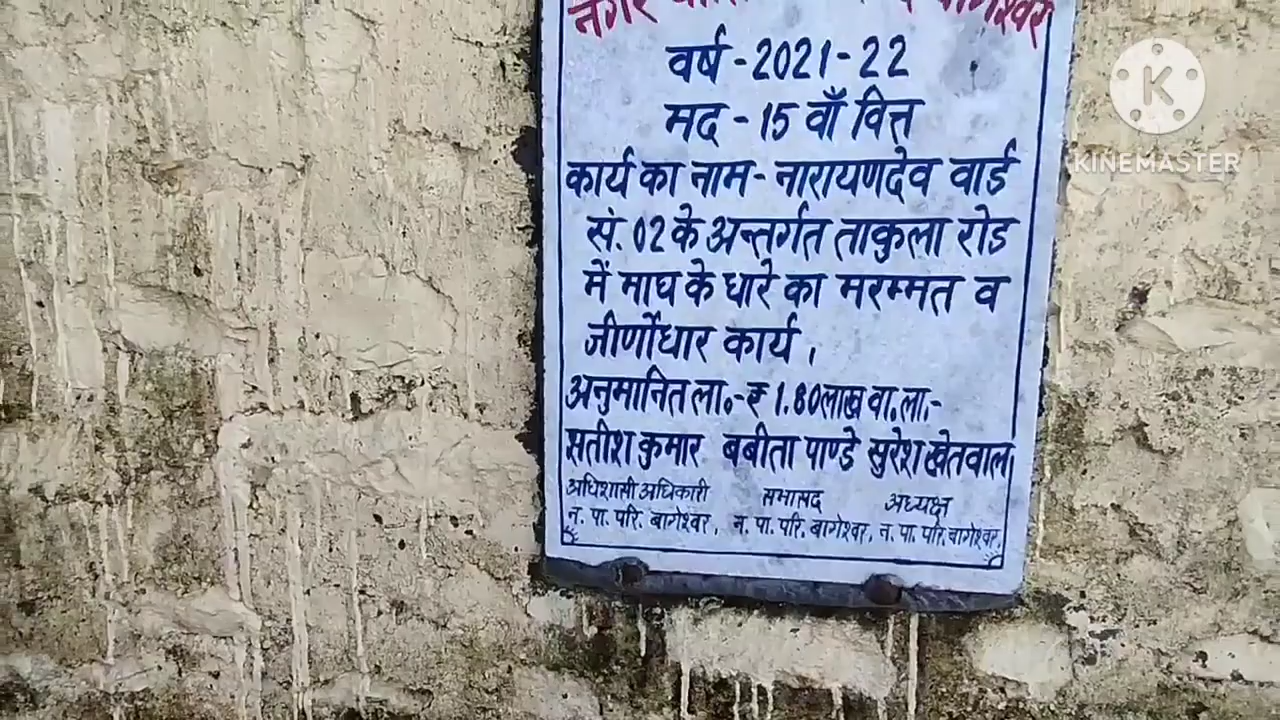 नगर बागेश्वर
वर्ष - 2021-22
मद - 15 वाँ वित्त
कार्य का नाम - नारायणदेव वार्ड
सं. 02 के अन्तर्गत ताकुला रोड
में माघ के धारे का मरम्मत व
जीर्णोधार कार्य ,
अनुमानित ला.-₹ 1.80 लाख वा.ला.-
सतीश कुमार बबीता पाण्डे सुरेश खेतवाल
अधिशासी अधिकारी सभासद अध्यक्ष
न. पा. परि. बागेश्वर, न. पा. परि. बागेश्वर, न. पा. परि. बागेश्वर,
K
KINEMASTER